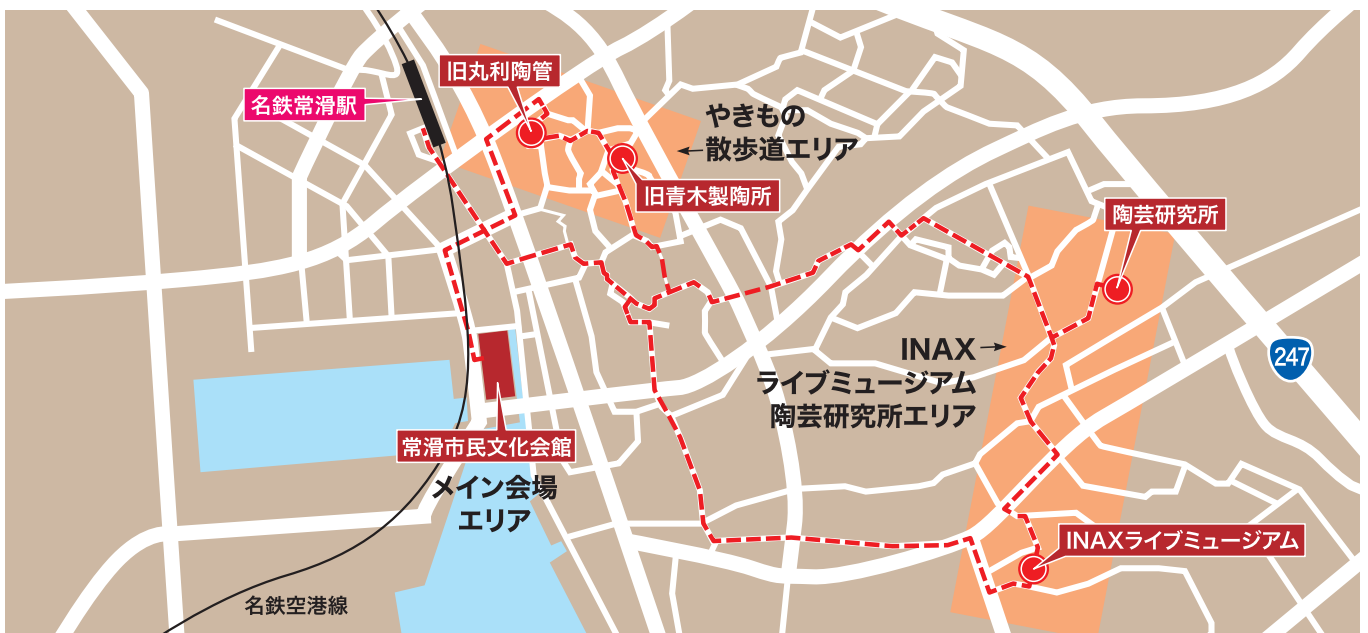 旧丸利陶管
名鉄常滑駅
やきもの
散歩道エリア
旧青木製陶所
陶芸研究所
INAX
ライブミュージアム
陶芸研究所エリア
247
常滑市民文化会館
メイン会場
エリア
INAXライブミュージアム
名鉄空港線